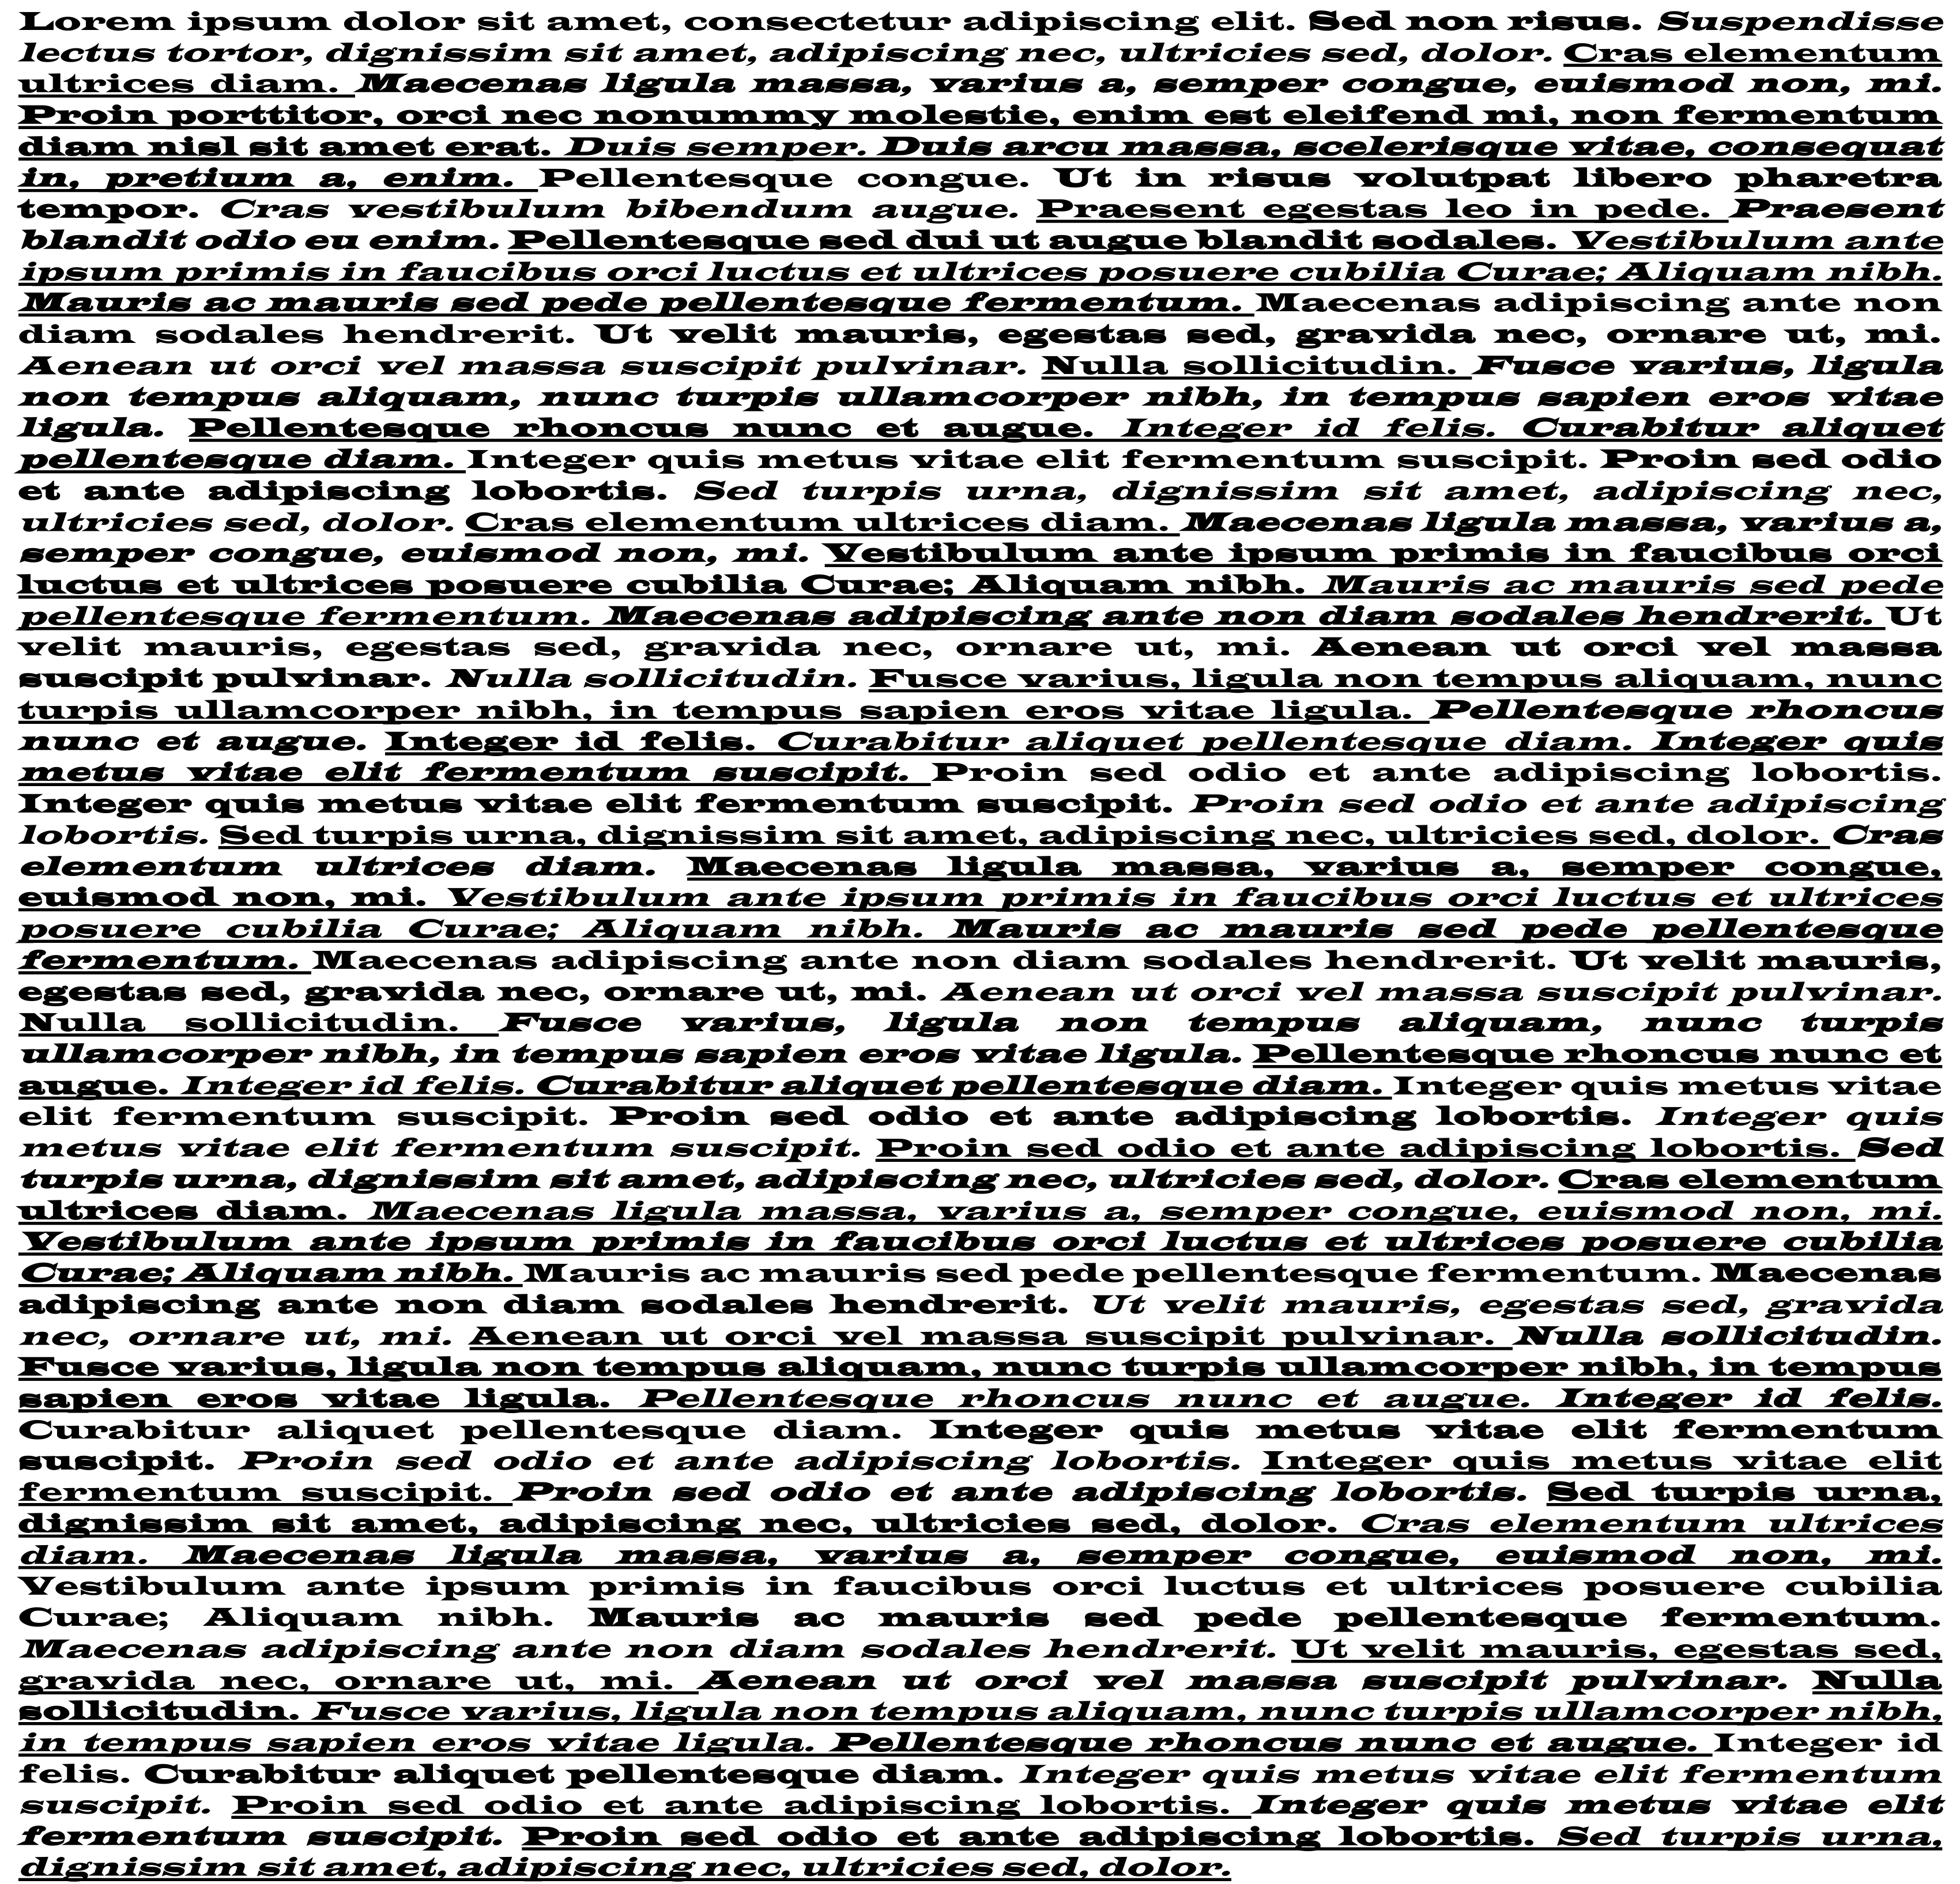 Lorem ipsum dolor sit amet, consectetur adipiscing elit. Sed non risus. Suspendisse
lectus tortor, dignissim sit amet, adipiscing nec, ultricies sed, dolor. Cras elementum
ultrices diam. Maecenas ligula massa, varius a, semper congue, euismod non, mi.
Proin porttitor, orci nec nonummy molestie, enim est eleifend mi, non fermentum
diam nisl sit amet erat. Duis semper. Duis arcu massa, scelerisque vitae, consequat
in, pretium a, enim. Pellentesque congue. Ut in risus volutpat libero pharetra
tempor. Cras vestibulum bibendum augue. Praesent egestas leo in pede. Praesent
blandit odio eu enim. Pellentesque sed dui ut augue blandit sodales. Vestibulum ante
ipsum primis in faucibus orci luctus et ultrices posuere cubilia Curae; Aliquam nibh.
Mauris ac mauris sed pede pellentesque fermentum. Maecenas adipiscing ante non
diam sodales hendrerit. Ut velit mauris, egestas sed, gravida nec, ornare ut, mi.
Aenean ut orci vel massa suscipit pulvinar. Nulla sollicitudin. Fusce varius, ligula
non tempus aliquam, nunc turpis ullamcorper nibh, in tempus sapien eros vitae
ligula. Pellentesque rhoncus nunc et augue. Integer id felis. Curabitur aliquet
pellentesque diam. Integer quis metus vitae elit fermentum suscipit. Proin sed odio
et ante adipiscing lobortis. Sed turpis urna, dignissim sit amet, adipiscing nec,
ultricies sed, dolor. Cras elementum ultrices diam. Maecenas ligula massa, varius a,
semper congue, euismod non, mi. Vestibulum ante ipsum primis in faucibus orci
luctus et ultrices posuere cubilia Curae; Aliquam nibh. Mauris ac mauris sed pede
pellentesque fermentum. Maecenas adipiscing ante non diam sodales hendrerit. Ut
velit mauris, egestas sed, gravida nec, ornare ut, mi. Aenean ut orci vel massa
suscipit pulvinar. Nulla sollicitudin. Fusce varius, ligula non tempus aliquam, nunc
turpis ullamcorper nibh, in tempus sapien eros vitae ligula. Pellentesque rhoncus
nunc et augue. Integer id felis. Curabitur aliquet pellentesque diam. Integer quis
metus vitae elit fermentum suscipit. Proin sed odio et ante adipiscing lobortis.
Integer quis metus vitae elit fermentum suscipit. Proin sed odio et ante adipiscing
lobortis. Sed turpis urna, dignissim sit amet, adipiscing nec, ultricies sed, dolor. Cras
elementum ultrices diam. Maecenas ligula massa, varius a, semper congue,
euismod non, mi. Vestibulum ante ipsum primis in faucibus orci luctus et ultrices
posuere cubilia Curae; Aliquam nibh. Mauris ac mauris sed pede pellentesque
fermentum. Maecenas adipiscing ante non diam sodales hendrerit. Ut velit mauris,
egestas sed, gravida nec, ornare ut, mi. Aenean ut orci vel massa suscipit pulvinar.
Nulla sollicitudin. Fusce varius, ligula non tempus aliquam, nunc turpis
ullamcorper nibh, in tempus sapien eros vitae ligula. Pellentesque rhoncus nunc et
augue. Integer id felis. Curabitur aliquet pellentesque diam. Integer quis metus vitae
elit fermentum suscipit. Proin sed odio et ante adipiscing lobortis. Integer quis
metus vitae elit fermentum suscipit. Proin sed odio et ante adipiscing lobortis. Sed
turpis urna, dignissim sit amet, adipiscing nec, ultricies sed, dolor. Cras elementum
ultrices diam. Maecenas ligula massa, varius a, semper congue, euismod non, mi.
Vestibulum ante ipsum primis in faucibus orci luctus et ultrices posuere cubilia
Curae; Aliquam nibh. Mauris ac mauris sed pede pellentesque fermentum. Maecenas
adipiscing ante non diam sodales hendrerit. Ut velit mauris, egestas sed, gravida
nec, ornare ut, mi. Aenean ut orci vel massa suscipit pulvinar. Nulla sollicitudin.
Fusce varius, ligula non tempus aliquam, nunc turpis ullamcorper nibh, in tempus
sapien eros vitae ligula. Pellentesque rhoncus nunc et augue. Integer id felis.
Curabitur aliquet pellentesque diam. Integer quis metus vitae elit fermentum
suscipit. Proin sed odio et ante adipiscing lobortis. Integer quis metus vitae elit
fermentum suscipit. Proin sed odio et ante adipiscing lobortis. Sed turpis urna,
dignissim sit amet, adipiscing nec, ultricies sed, dolor. Cras elementum ultrices
diam. Maecenas ligula massa, varius a, semper congue, euismod non, mi.
Vestibulum ante ipsum primis in faucibus orci luctus et ultrices posuere cubilia
Curae; Aliquam nibh. Mauris ac mauris sed pede pellentesque fermentum.
Maecenas adipiscing ante non diam sodales hendrerit. Ut velit mauris, egestas sed,
gravida nec, ornare ut, mi. Aenean ut orci vel massa suscipit pulvinar. Nulla
sollicitudin. Fusce varius, ligula non tempus aliquam, nunc turpis ullamcorper nibh,
in tempus sapien eros vitae ligula. Pellentesque rhoncus nunc et augue. Integer id
felis. Curabitur aliquet pellentesque diam. Integer quis metus vitae elit fermentum
suscipit. Proin sed odio et ante adipiscing lobortis. Integer quis metus vitae elit
fermentum suscipit. Proin sed odio et ante adipiscing lobortis. Sed turpis urna,
dignissim sit amet, adipiscing nec, ultricies sed, dolor.